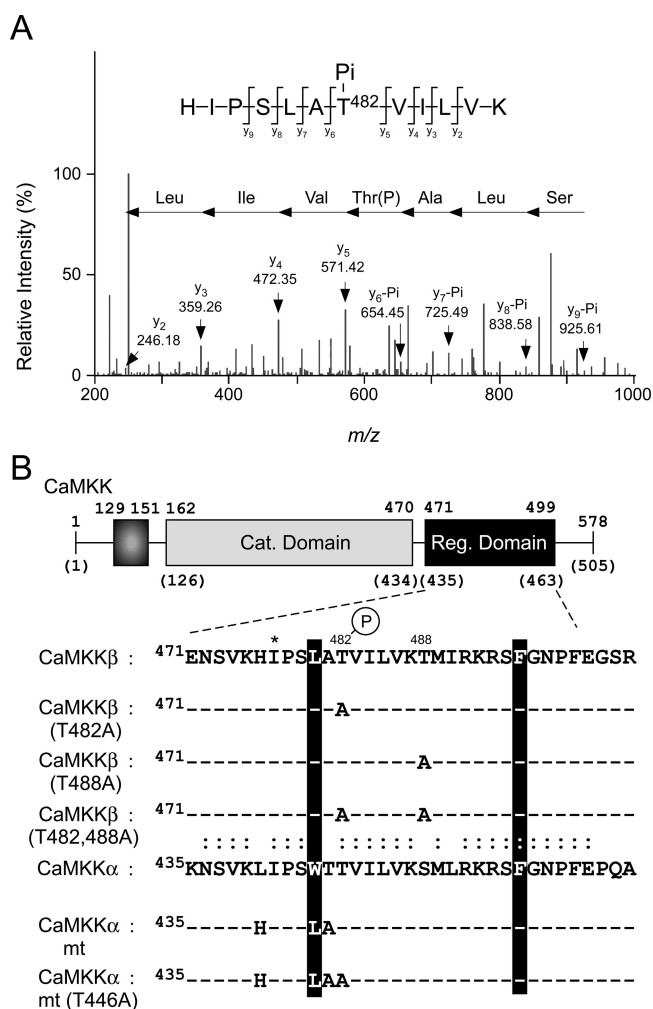 A
Pi
H–I–P–S–L–A–T482–V–I–L–V–K
y9 y8 y7 y6 y5 y4 y3 y2
Relative Intensity (%)
100
50
0
Leu Ile Val Thr(P) Ala Leu Ser
y2
246.18
y3
359.26
y4
472.35
y5
571.42
y6-Pi
654.45
y7-Pi
725.49
y8-Pi
838.58
y9-Pi
925.61
200 400 600 800 1000
m/z
B
CaMKK
1 129 151 162 470 471 499 578
Cat. Domain Reg. Domain
(1) (126) (434) (435) (463) (505)
P
* 482 488
CaMKKβ : 471ENSVKHIPSLATVILVKTMIRKRSFGNPFEGSR
CaMKKβ : 471-----------A---------------------
(T482A)
CaMKKβ : 471-----------------A---------------
(T488A)
CaMKKβ : 471-----------A-----A---------------
(T482,488A)
:::: ::: ::::::: : ::::::::::
CaMKKα : 435KNSVKLIPSWTTVILVKSMLRKRSFGNPFEPQA
CaMKKα : 435-----H---LA----------------------
mt
CaMKKα : 435-----H---LAA---------------------
mt (T446A)